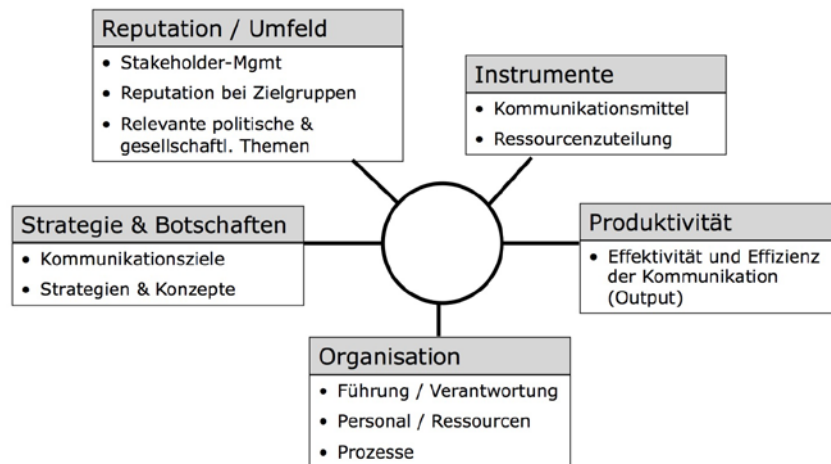 Reputation / Umfeld
• Stakeholder-Mgmt
• Reputation bei Zielgruppen
• Relevante politische &
gesellschaftl. Themen
Instrumente
• Kommunikationsmittel
• Ressourcenzuteilung
Strategie & Botschaften
• Kommunikationsziele
• Strategien & Konzepte
Produktivität
• Effektivität und Effizienz
der Kommunikation
(Output)
Organisation
• Führung / Verantwortung
• Personal / Ressourcen
• Prozesse